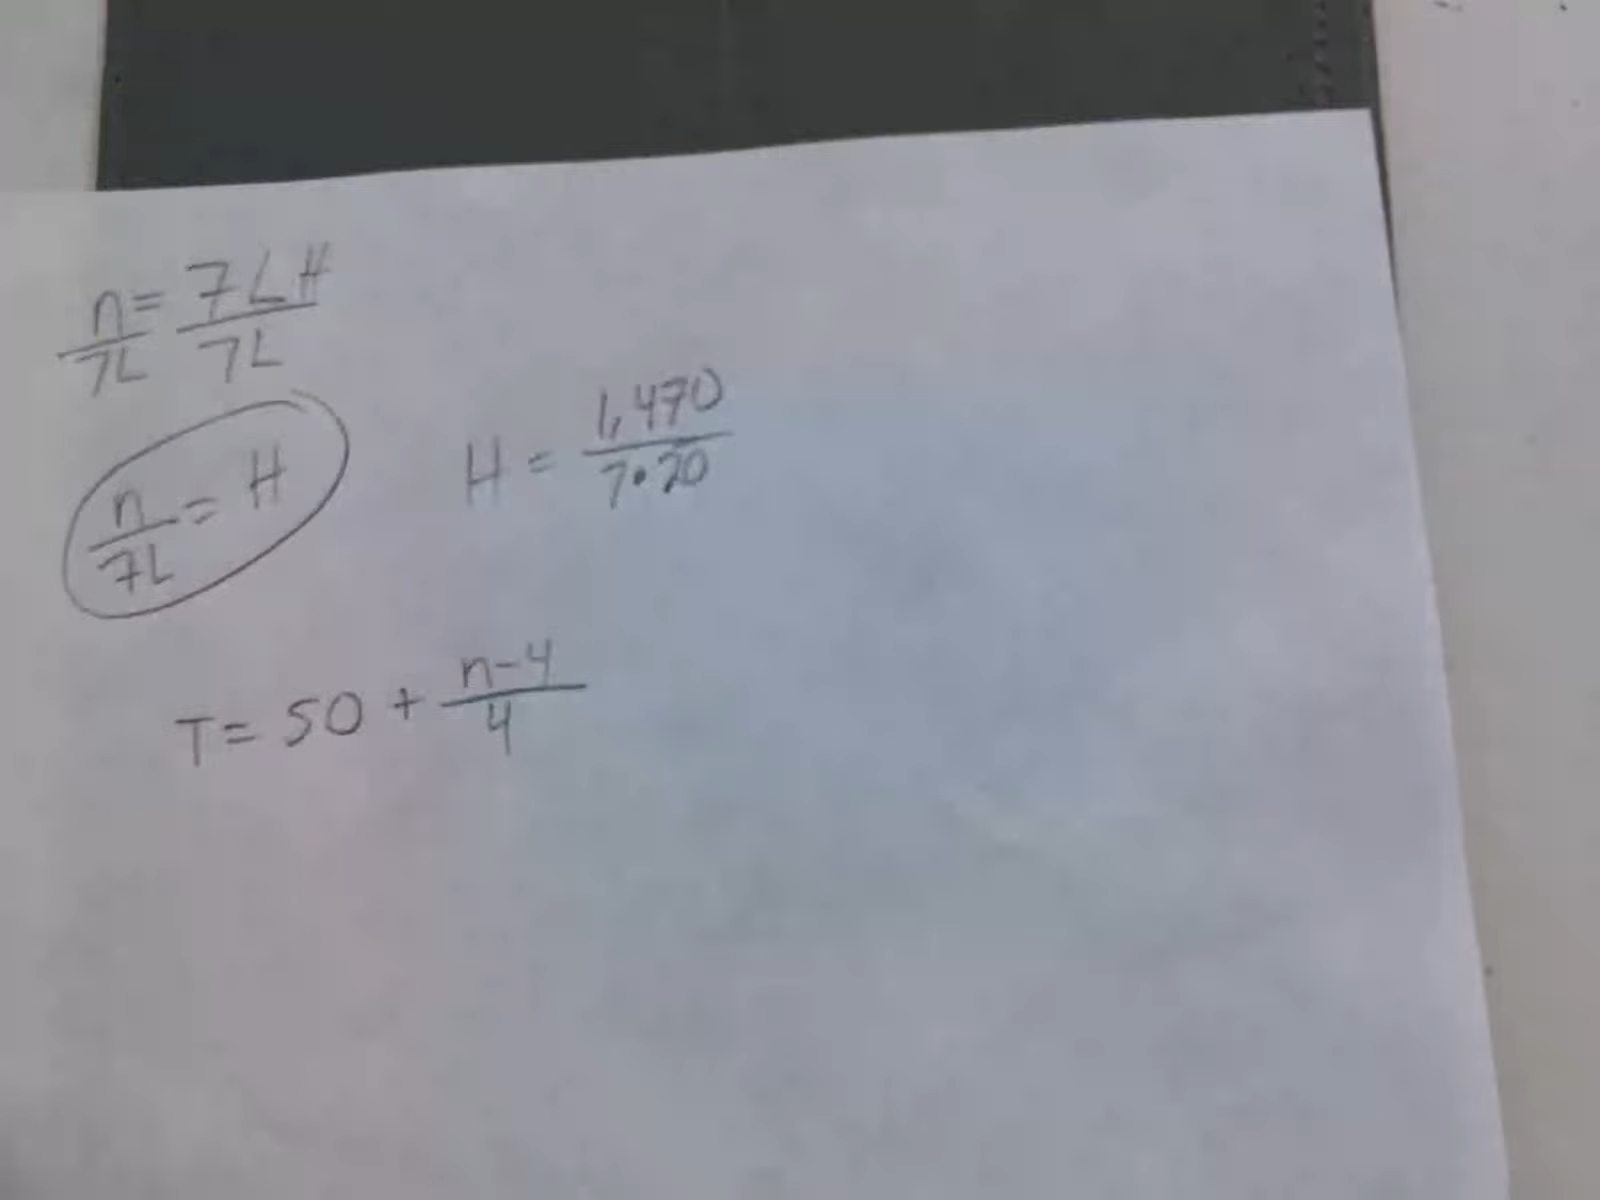 n/7L = 7LH/7L
n/7L = H
H = 1,470/7•20
T = 50 + n-4/4